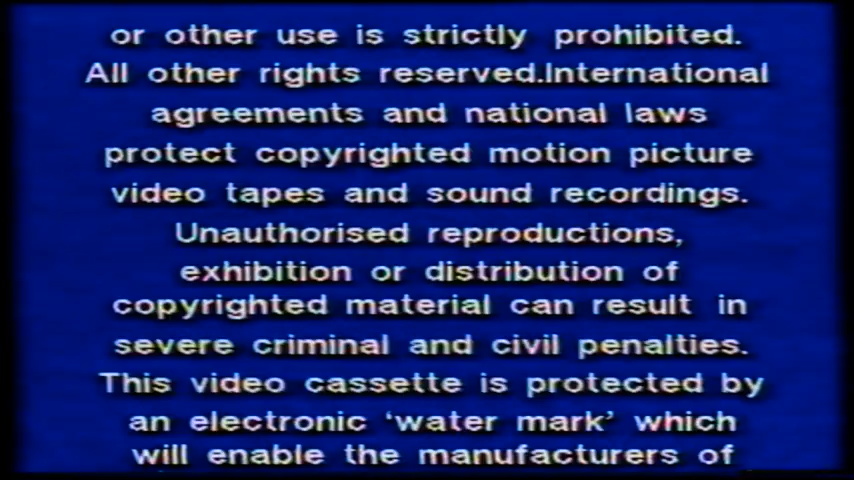 or other use is strictly prohibited.
All other rights reserved.International
agreements and national laws
protect copyrighted motion picture
video tapes and sound recordings.
Unauthorised reproductions,
exhibition or distribution of
copyrighted material can result in
severe criminal and civil penalties.
This video cassette is protected by
an electronic ‘water mark’ which
will enable the manufacturers of